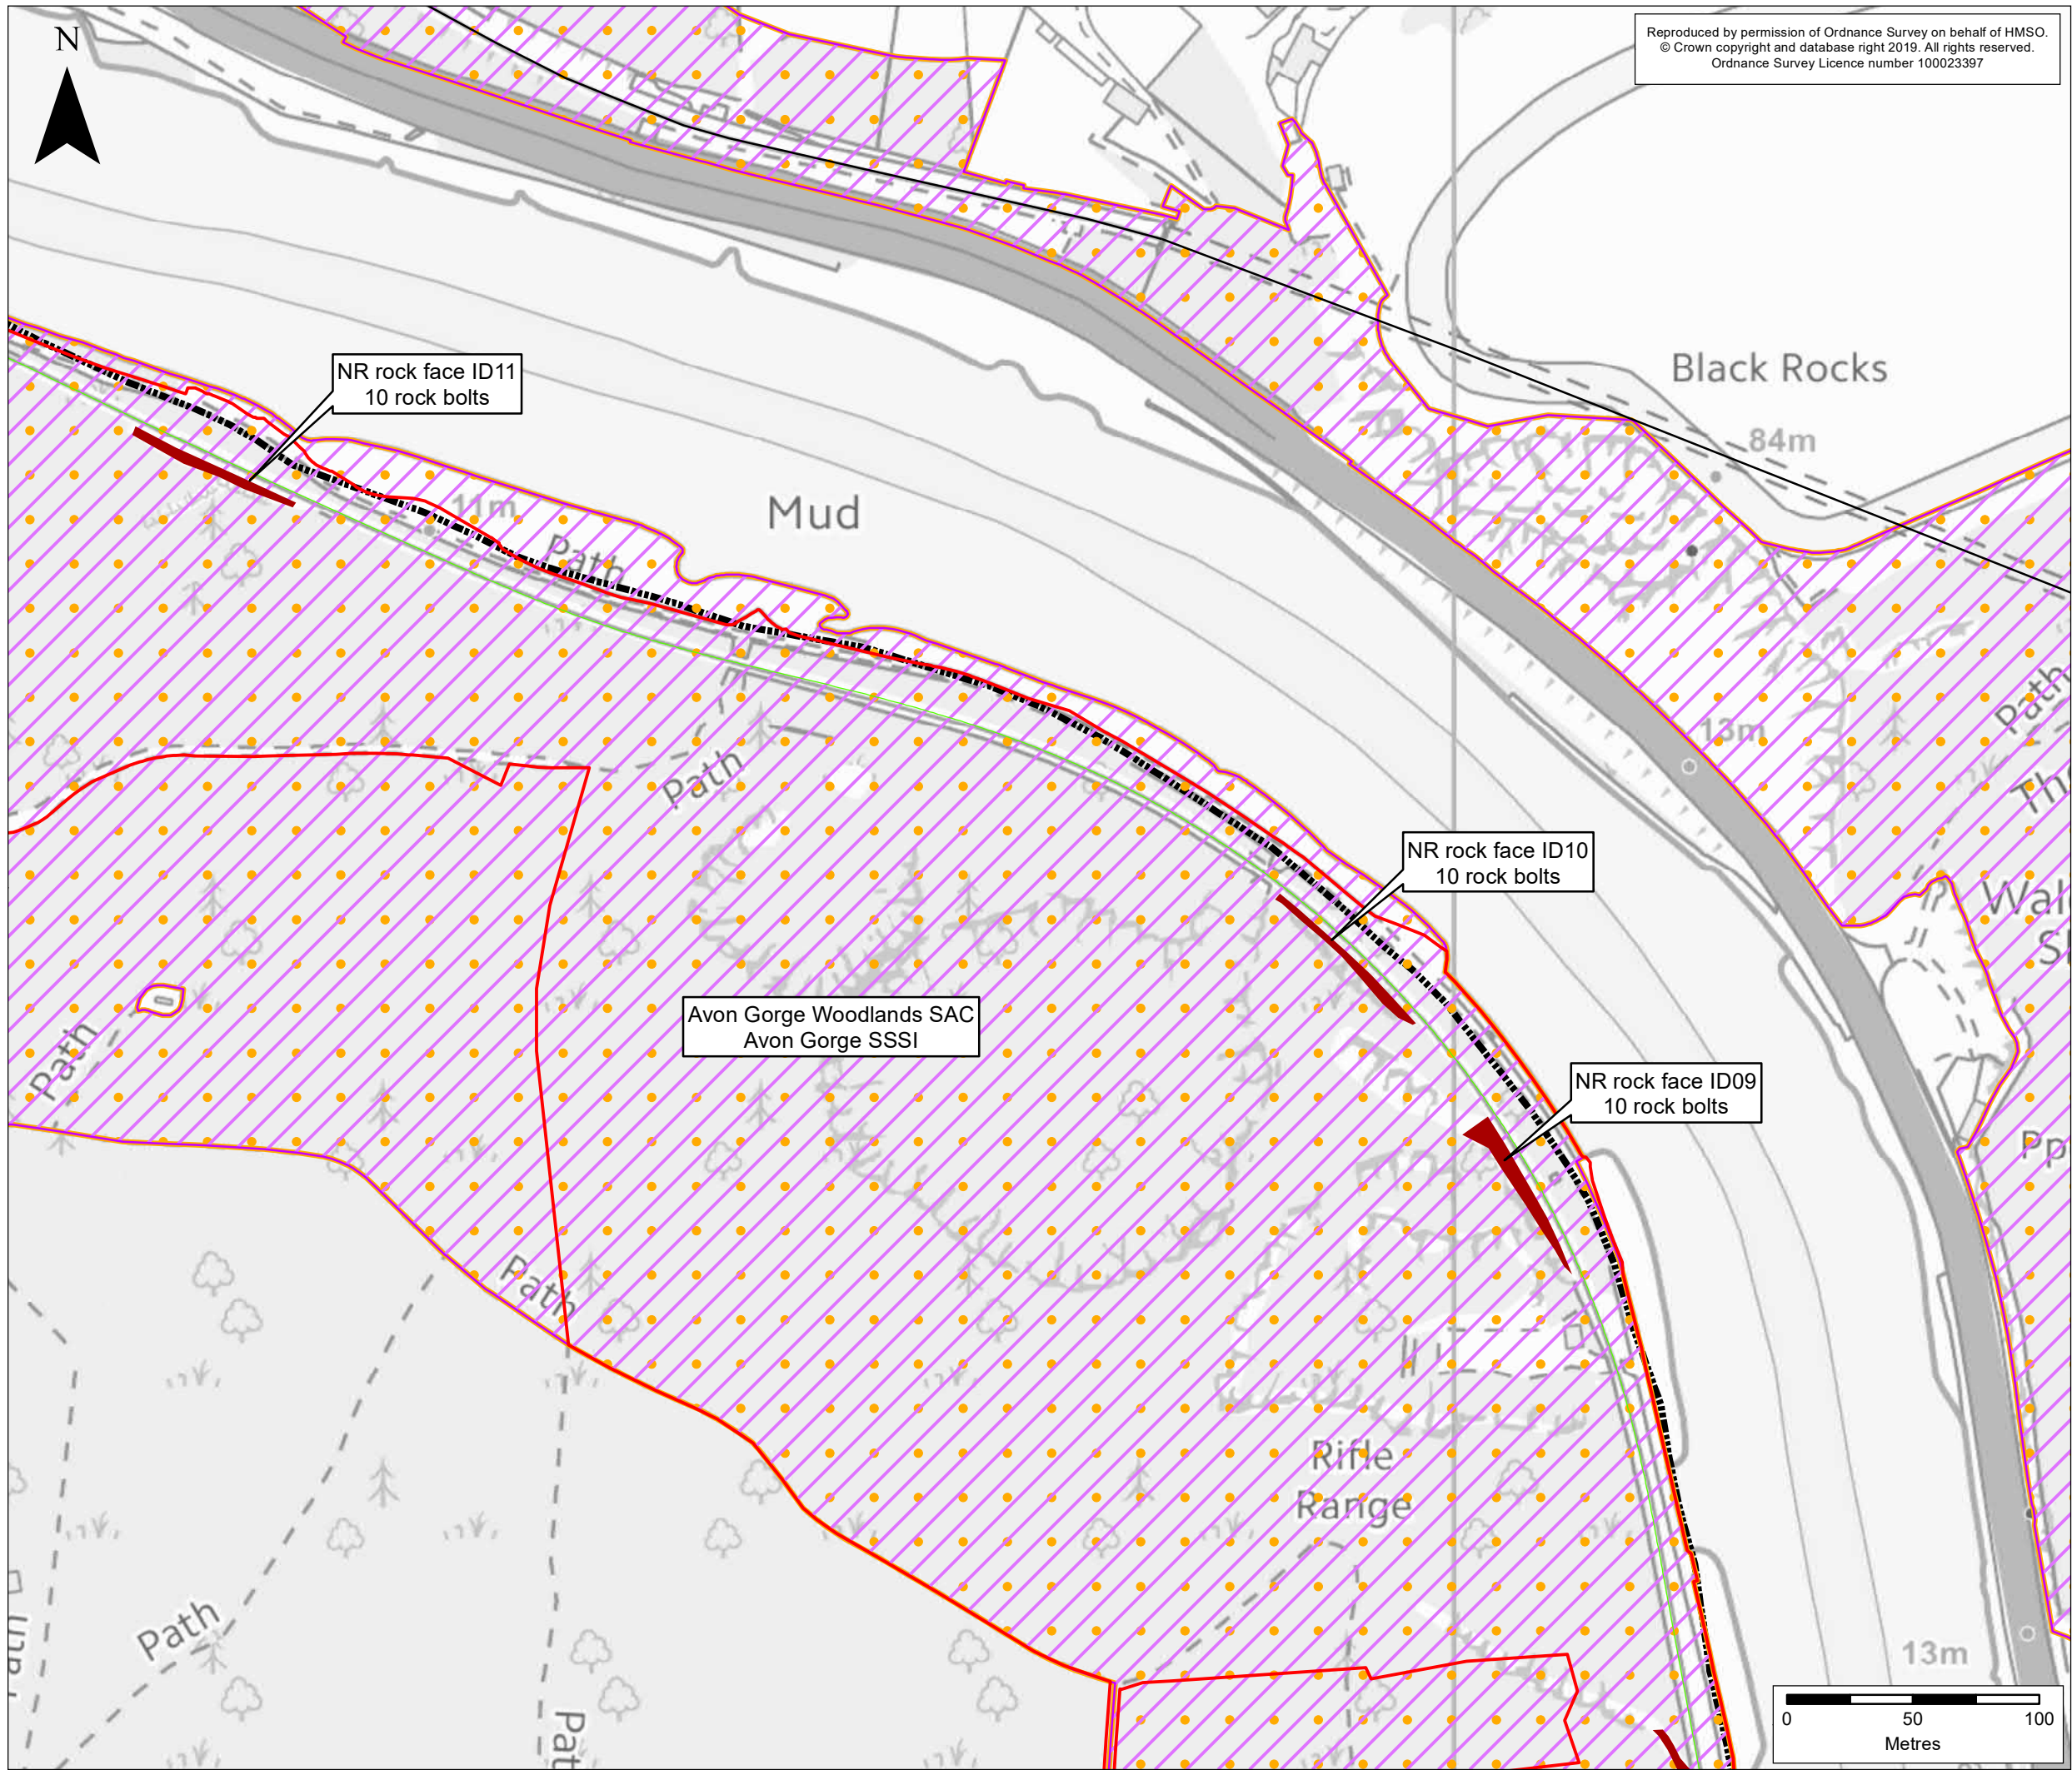 N
Reproduced by permission of Ordnance Survey on behalf of HMSO.
© Crown copyright and database right 2019. All rights reserved.
Ordnance Survey Licence number 100023397
NR rock face ID11
10 rock bolts
Black Rocks
84m
11m
Mud
Path
Path
13m
Path
NR rock face ID10
10 rock bolts
Avon Gorge Woodlands SAC
Avon Gorge SSSI
Path
NR rock face ID09
10 rock bolts
Pp
Path
Rifle
Range
Path
13m
0 50 100
Metres